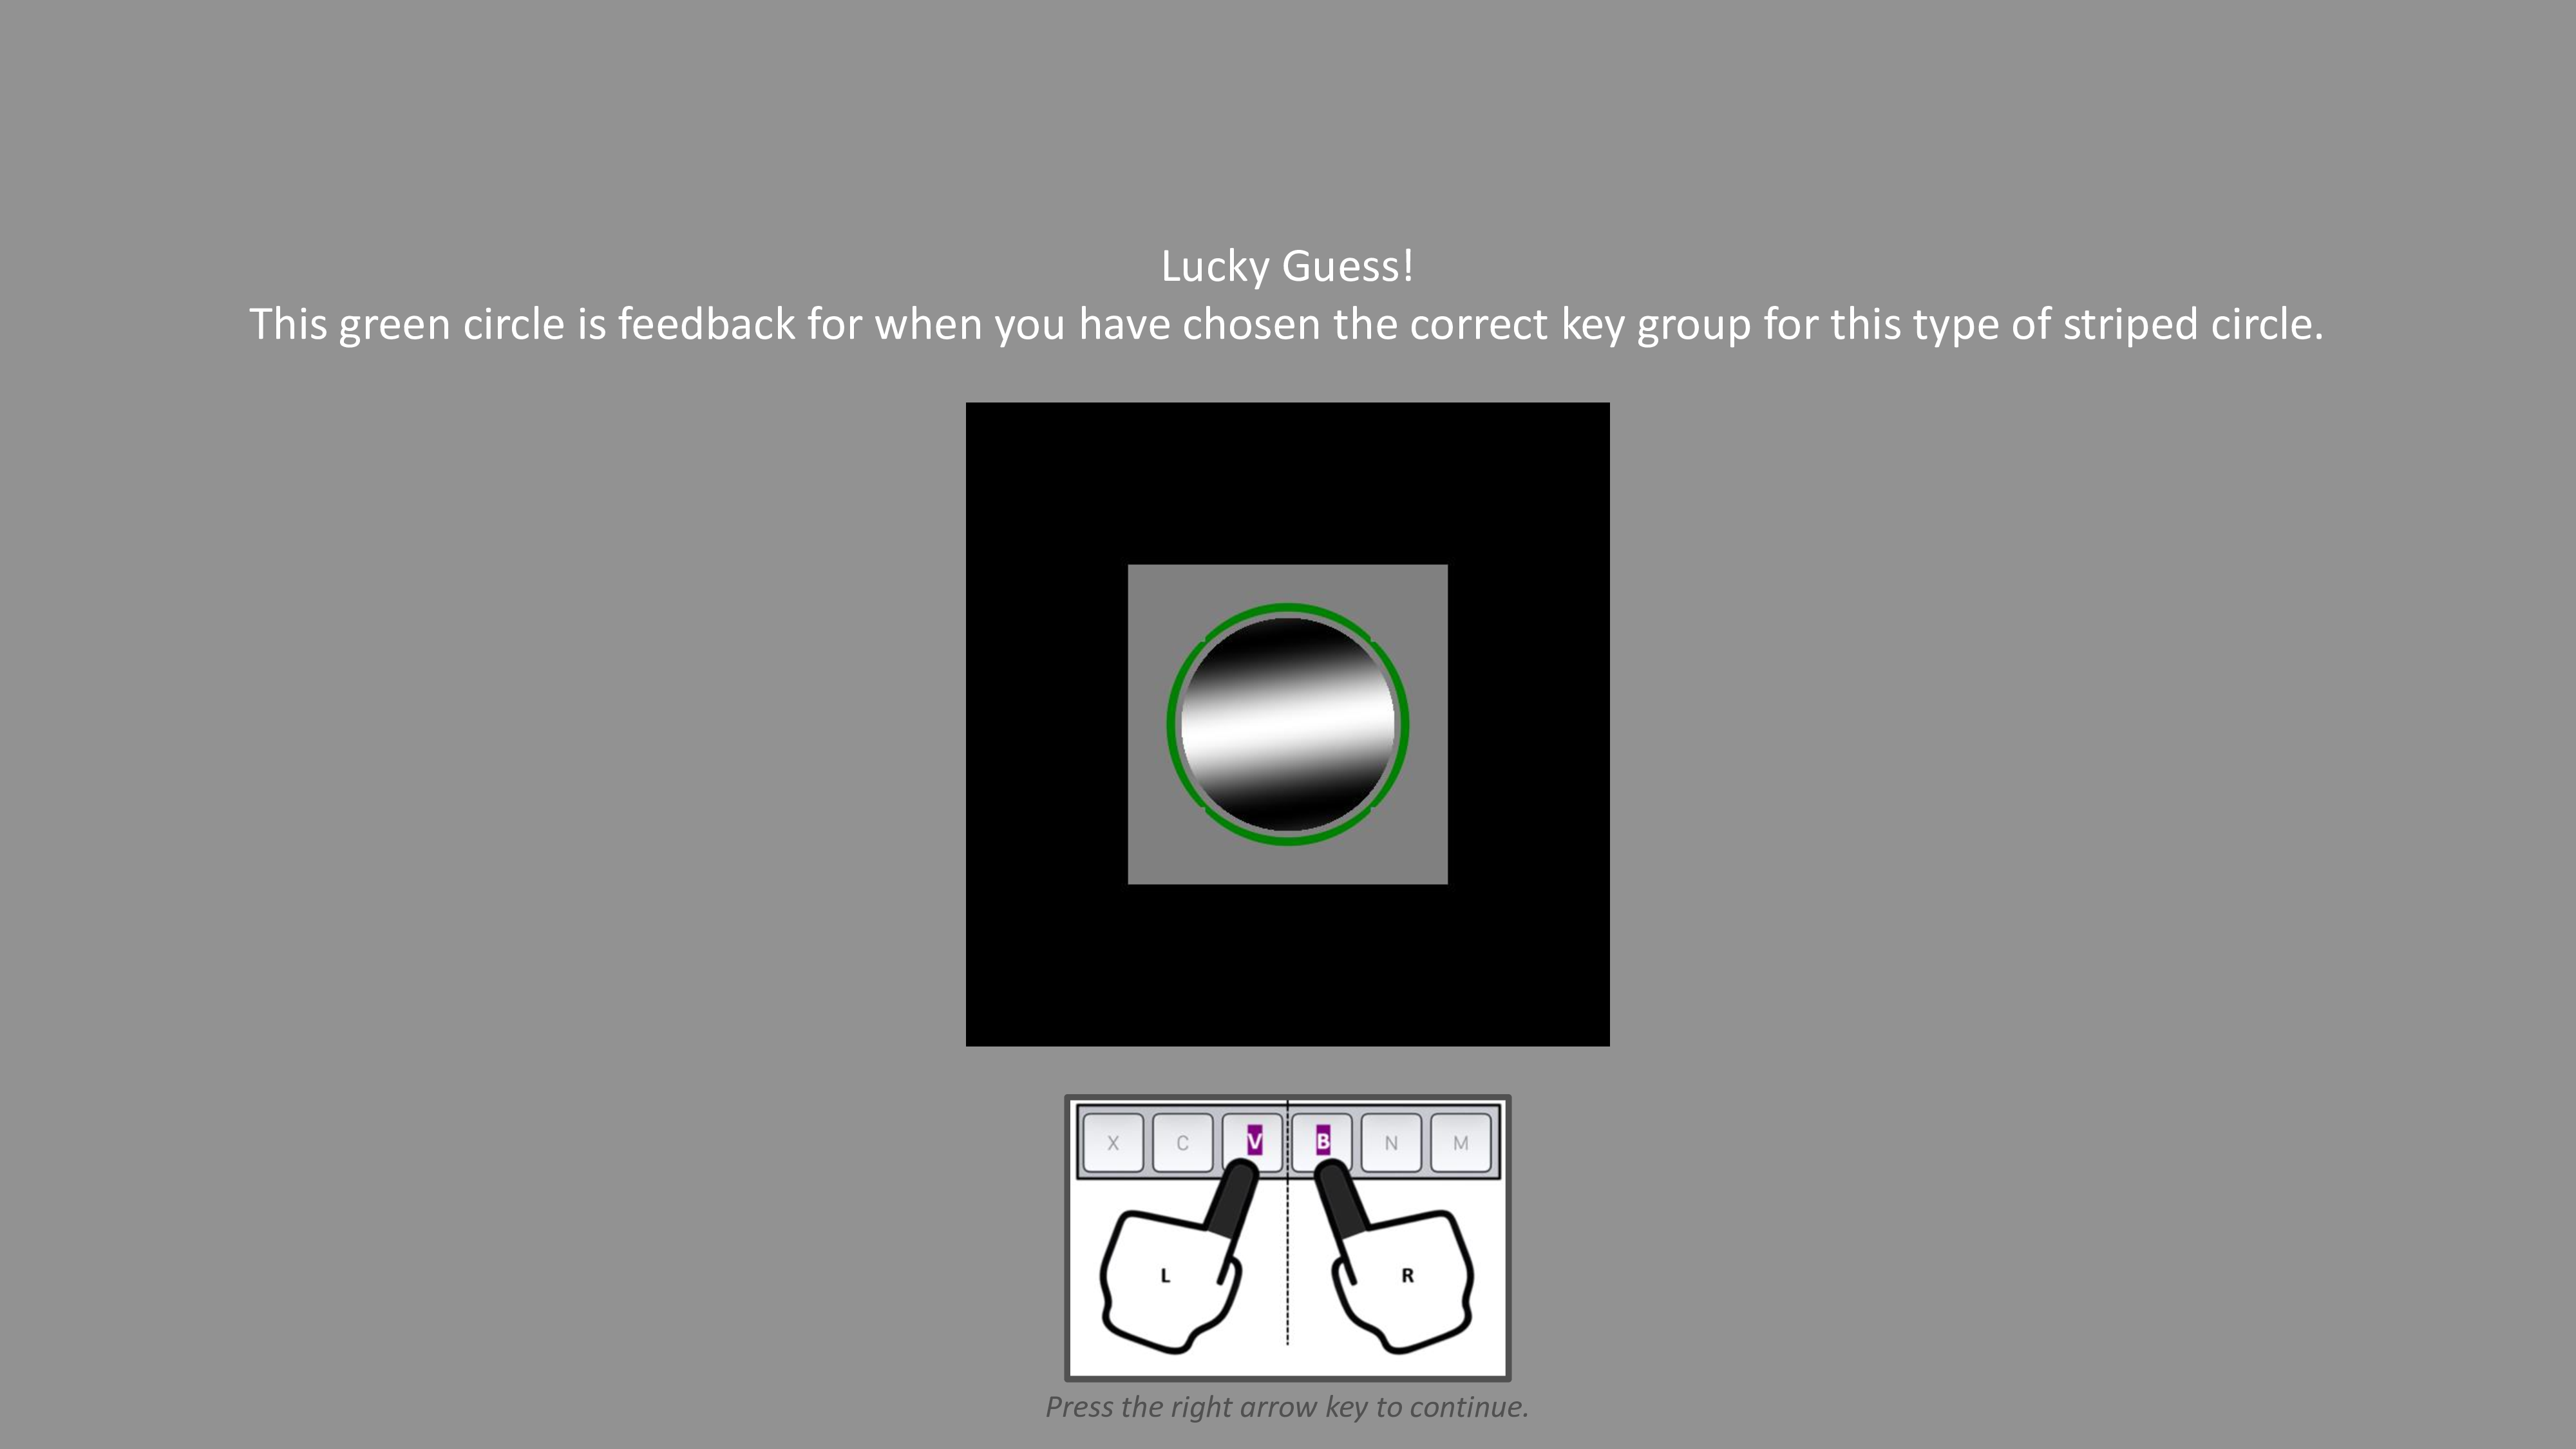 Lucky Guess!
This green circle is feedback for when you have chosen the correct key group for this type of striped circle.
X C V B N M
L R
Press the right arrow key to continue.